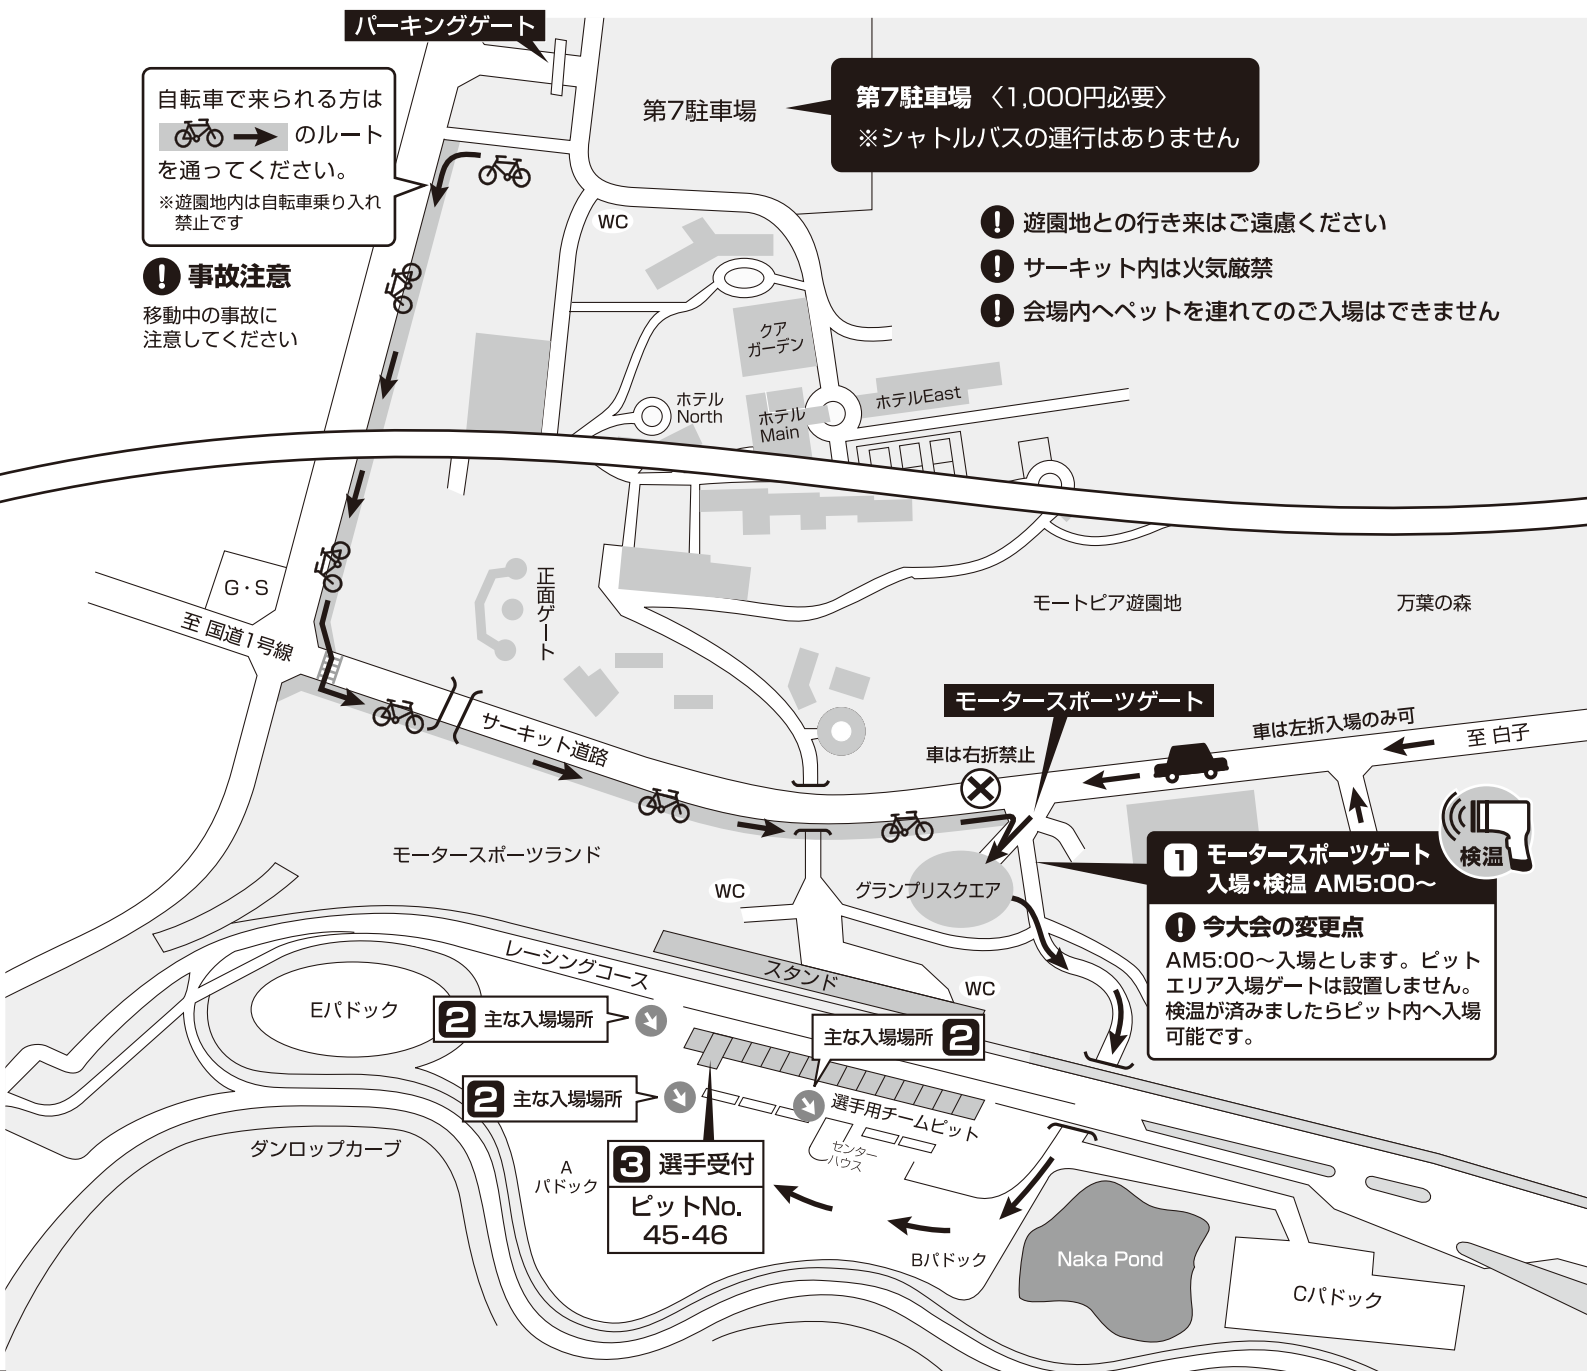 パーキングゲート
自転車で来られる方は
のルート
を通ってください。
※遊園地内は自転車乗り入れ
禁止です
! 事故注意
移動中の事故に
注意してください
第7駐車場
第7駐車場 〈1,000円必要〉
※シャトルバスの運行はありません
! 遊園地との行き来はご遠慮ください
! サーキット内は火気厳禁
! 会場内へペットを連れてのご入場はできません
WC
クア
ガーデン
ホテル
North
ホテル
Main
ホテルEast
G・S
至 国道1号線
正面ゲート
モートピア遊園地
万葉の森
サーキット道路
モータースポーツゲート
車は右折禁止
車は左折入場のみ可
至 白子
検温
1 モータースポーツゲート
入場・検温 AM5:00〜
! 今大会の変更点
AM5:00〜入場とします。ピット
エリア入場ゲートは設置しません。
検温が済みましたらピット内へ入場
可能です。
モータースポーツランド
WC
グランプリスクエア
レーシングコース
スタンド
WC
Eパドック
2 主な入場場所
主な入場場所 2
2 主な入場場所
選手用チームピット
センター
ハウス
ダンロップカーブ
A
パドック
3 選手受付
ピットNo.
45-46
Bパドック
Naka Pond
Cパドック